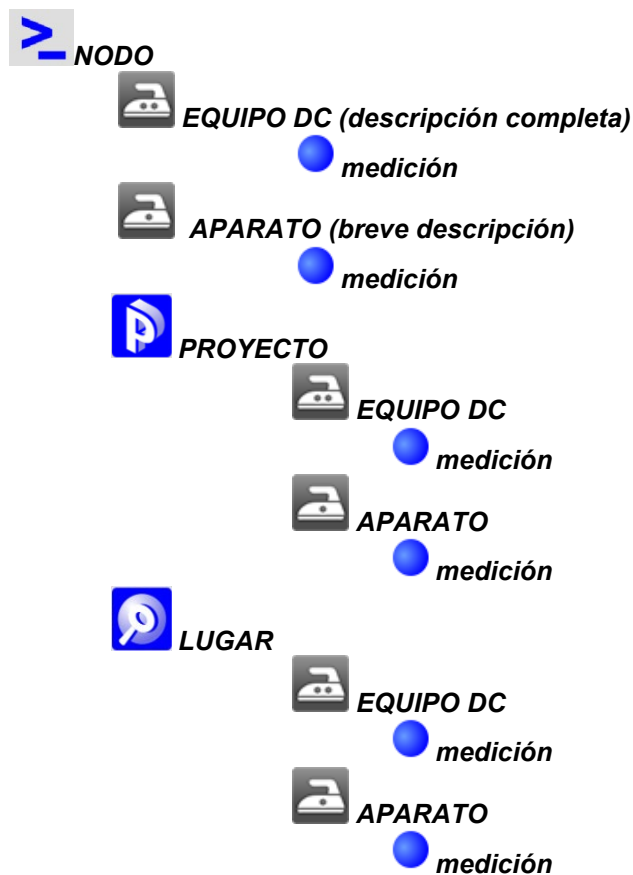 NODO
EQUIPO DC (descripción completa)
medición
APARATO (breve descripción)
medición
PROYECTO
EQUIPO DC
medición
APARATO
medición
LUGAR
EQUIPO DC
medición
APARATO
medición